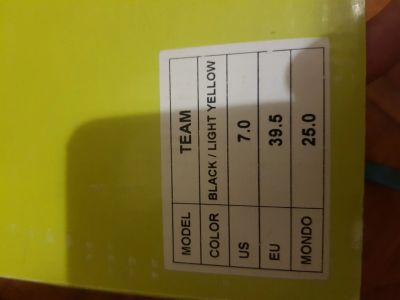 MODEL TEAM
COLOR BLACK / LIGHT YELLOW
US 7.0
EU 39.5
MONDO 25.0